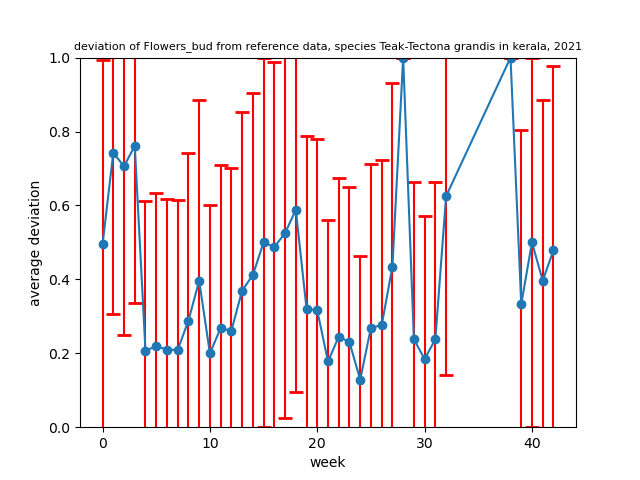 deviation of Flowers_bud from reference data, species Teak-Tectona grandis in kerala, 2021
1.0
0.8
0.6
0.4
0.2
0.0
average deviation
0 10 20 30 40
week